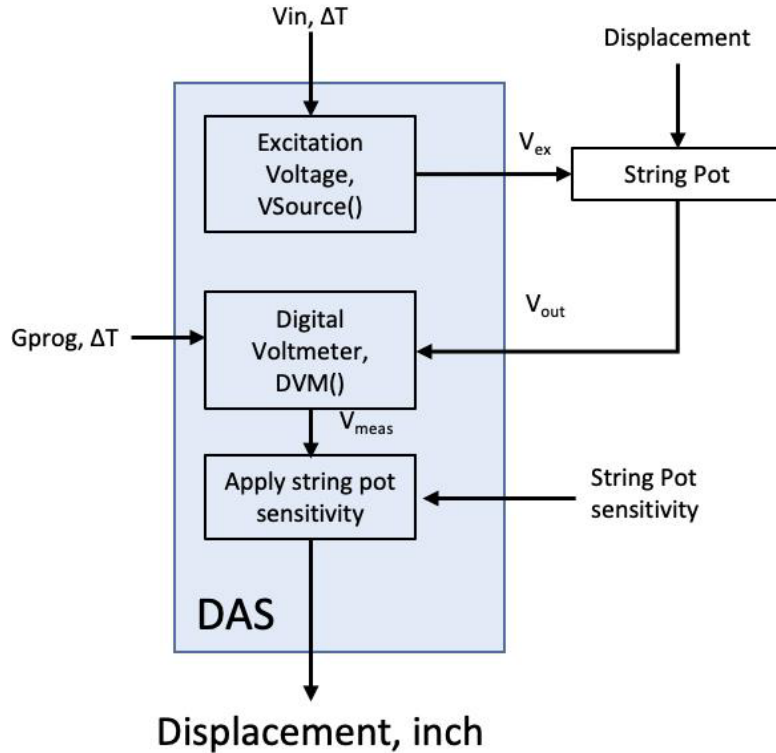 Vin, ΔT
Displacement
Excitation
Voltage,
VSource()
Vex
String Pot
Vout
Gprog, ΔT
Digital
Voltmeter,
DVM()
Vmeas
Apply string pot
sensitivity
String Pot
sensitivity
DAS
Displacement, inch